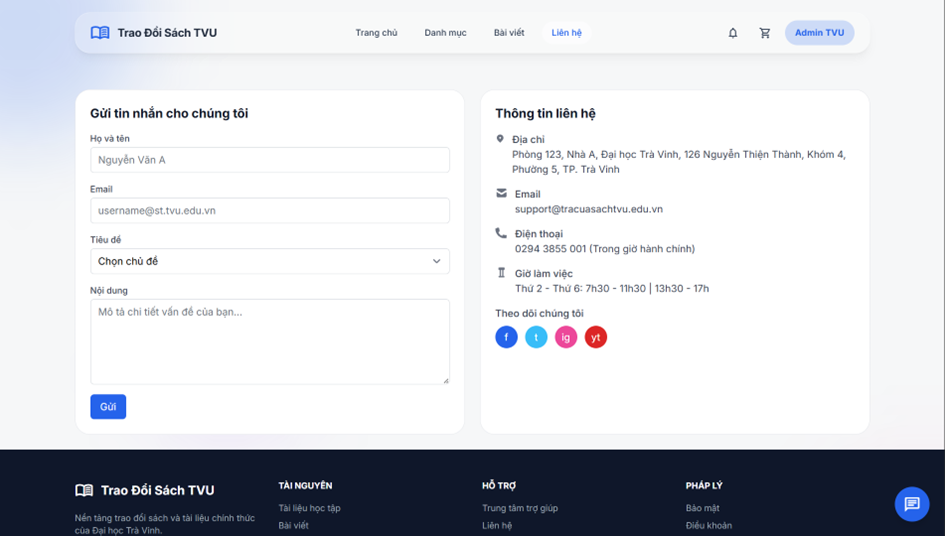 Trao Đổi Sách TVU
Trang chủ
Danh mục
Bài viết
Liên hệ
Admin TVU
Gửi tin nhắn cho chúng tôi
Họ và tên
Nguyễn Văn A
Email
username@st.tvu.edu.vn
Tiêu đề
Chọn chủ đề
Nội dung
Mô tả chi tiết vấn đề của bạn...
Gửi
Thông tin liên hệ
Địa chỉ
Phòng 123, Nhà A, Đại học Trà Vinh, 126 Nguyễn Thiện Thành, Khóm 4,
Phường 5, TP. Trà Vinh
Email
support@tracuasachtvu.edu.vn
Điện thoại
0294 3855 001 (Trong giờ hành chính)
Giờ làm việc
Thứ 2 - Thứ 6: 7h30 - 11h30 | 13h30 - 17h
Theo dõi chúng tôi
f
t
ig
yt
Trao Đổi Sách TVU
Nền tảng trao đổi sách và tài liệu chính thức
của Đại học Trà Vinh.
TÀI NGUYÊN
Tài liệu học tập
Bài viết
HỖ TRỢ
Trung tâm trợ giúp
Liên hệ
PHÁP LÝ
Bảo mật
Điều khoản